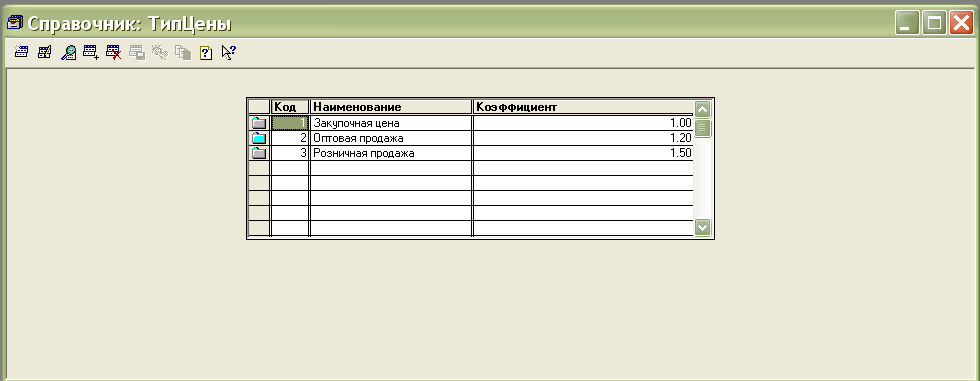 Справочник: ТипЦены
Код Наименование Коэффициент
1 Закупочная цена 1.00
2 Оптовая продажа 1.20
3 Розничная продажа 1.50